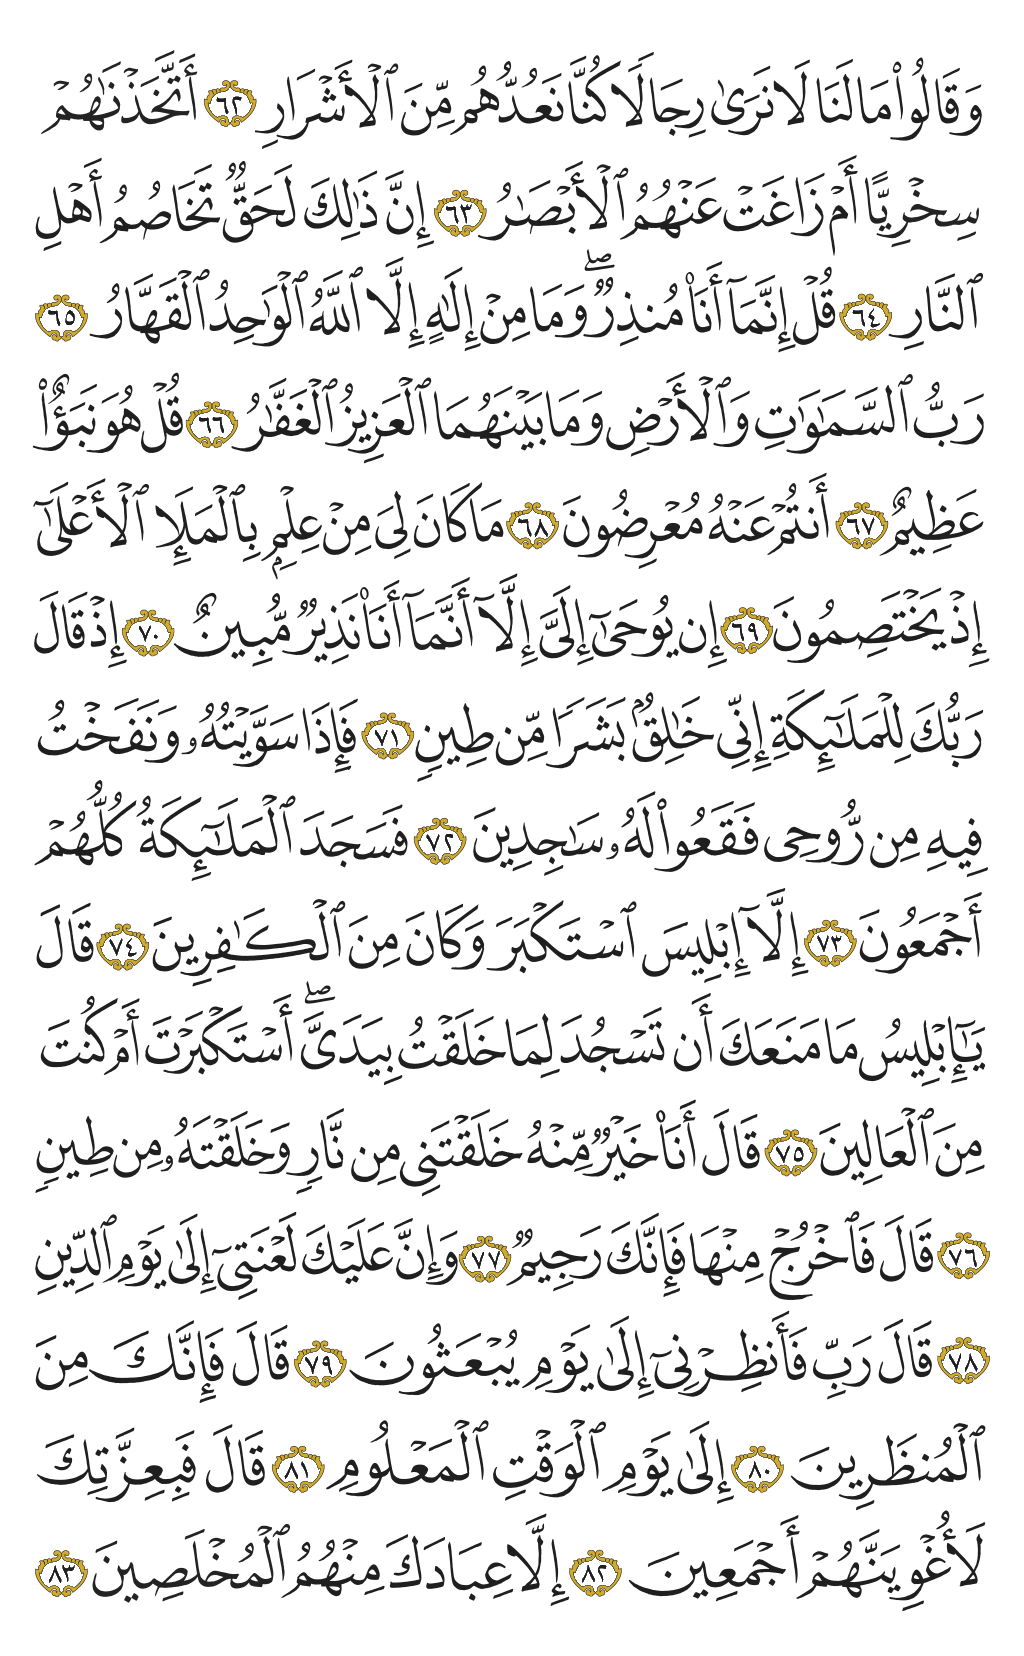 وَقَالُوا۟ مَا لَنَا لَا نَرَىٰ رِجَالًا كُنَّا نَعُدُّهُم مِّنَ ٱلْأَشْرَارِ ٦٢ أَتَّخَذْنَٰهُمْ
سِخْرِيًّا أَمْ زَاغَتْ عَنْهُمُ ٱلْأَبْصَٰرُ ٦٣ إِنَّ ذَٰلِكَ لَحَقٌّ تَخَاصُمُ أَهْلِ
ٱلنَّارِ ٦٤ قُلْ إِنَّمَآ أَنَا۠ مُنذِرٌ ۖ وَمَا مِنْ إِلَٰهٍ إِلَّا ٱللَّهُ ٱلْوَٰحِدُ ٱلْقَهَّارُ ٦٥
رَبُّ ٱلسَّمَٰوَٰتِ وَٱلْأَرْضِ وَمَا بَيْنَهُمَا ٱلْعَزِيزُ ٱلْغَفَّٰرُ ٦٦ قُلْ هُوَ نَبَؤٌا۟
عَظِيمٌ ٦٧ أَنتُمْ عَنْهُ مُعْرِضُونَ ٦٨ مَا كَانَ لِىَ مِنْ عِلْمٍۭ بِٱلْمَلَإِ ٱلْأَعْلَىٰٓ
إِذْ يَخْتَصِمُونَ ٦٩ إِن يُوحَىٰٓ إِلَىَّ إِلَّآ أَنَّمَآ أَنَا۠ نَذِيرٌ مُّبِينٌ ٧٠ إِذْ قَالَ
رَبُّكَ لِلْمَلَٰٓئِكَةِ إِنِّى خَٰلِقٌۢ بَشَرًا مِّن طِينٍ ٧١ فَإِذَا سَوَّيْتُهُۥ وَنَفَخْتُ
فِيهِ مِن رُّوحِى فَقَعُوا۟ لَهُۥ سَٰجِدِينَ ٧٢ فَسَجَدَ ٱلْمَلَٰٓئِكَةُ كُلُّهُمْ
أَجْمَعُونَ ٧٣ إِلَّآ إِبْلِيسَ ٱسْتَكْبَرَ وَكَانَ مِنَ ٱلْكَٰفِرِينَ ٧٤ قَالَ
يَٰٓإِبْلِيسُ مَا مَنَعَكَ أَن تَسْجُدَ لِمَا خَلَقْتُ بِيَدَىَّ ۖ أَسْتَكْبَرْتَ أَمْ كُنتَ
مِنَ ٱلْعَالِينَ ٧٥ قَالَ أَنَا۠ خَيْرٌ مِّنْهُ خَلَقْتَنِى مِن نَّارٍ وَخَلَقْتَهُۥ مِن طِينٍ
٧٦ قَالَ فَٱخْرُجْ مِنْهَا فَإِنَّكَ رَجِيمٌ ٧٧ وَإِنَّ عَلَيْكَ لَعْنَتِىٓ إِلَىٰ يَوْمِ ٱلدِّينِ
٧٨ قَالَ رَبِّ فَأَنظِرْنِىٓ إِلَىٰ يَوْمِ يُبْعَثُونَ ٧٩ قَالَ فَإِنَّكَ مِنَ
ٱلْمُنظَرِينَ ٨٠ إِلَىٰ يَوْمِ ٱلْوَقْتِ ٱلْمَعْلُومِ ٨١ قَالَ فَبِعِزَّتِكَ
لَأُغْوِيَنَّهُمْ أَجْمَعِينَ ٨٢ إِلَّا عِبَادَكَ مِنْهُمُ ٱلْمُخْلَصِينَ ٨٣